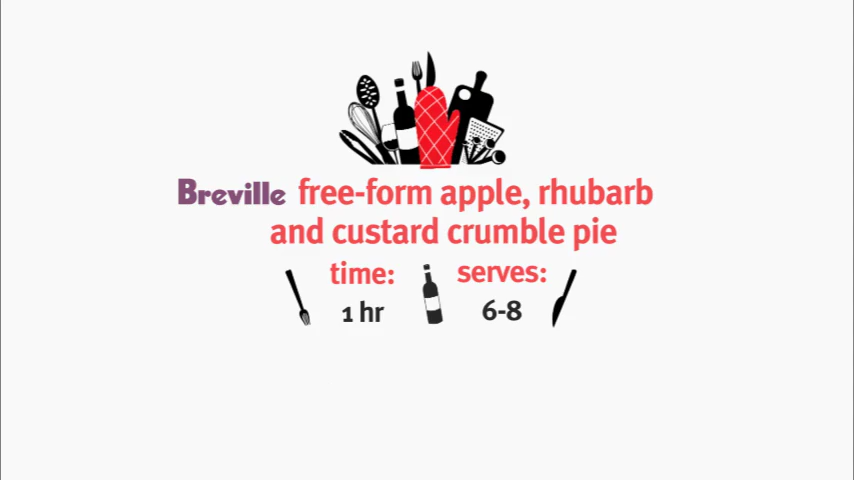 Breville free-form apple, rhubarb
and custard crumble pie
time: serves:
1 hr 6-8